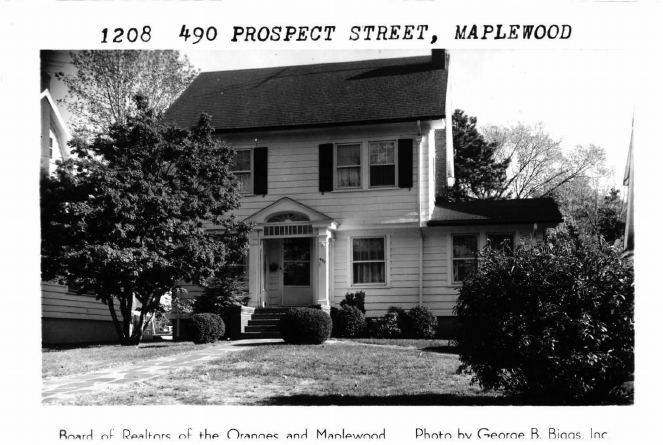 1208 490 PROSPECT STREET, MAPLEWOOD
Board of Realtors of the Oranges and Maplewood Photo by George B. Biggs, Inc.